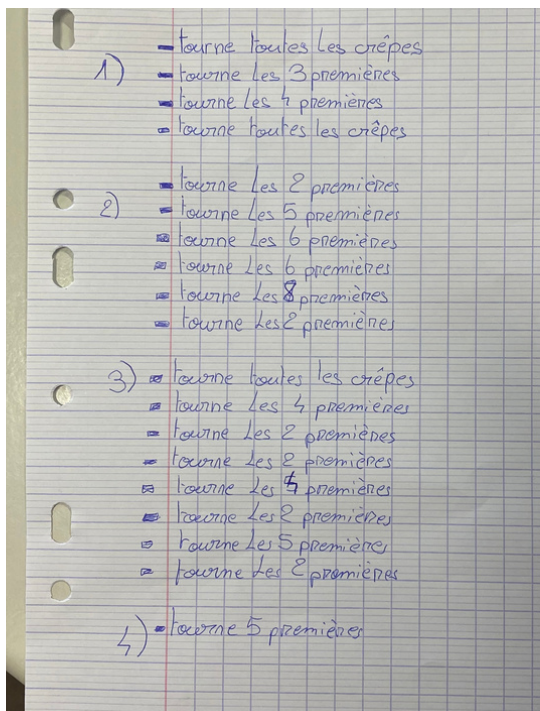 1) - tourne toutes les crêpes
- tourne les 3 premières
- tourne les 4 premières
- tourne toutes les crêpes
2) - tourne les 2 premières
- tourne les 5 premières
- tourne les 6 premières
- tourne les 6 premières
- tourne les 8 premières
- tourne les 2 premières
3) - tourne toutes les crêpes
- tourne les 4 premières
- tourne les 2 premières
- tourne les 2 premières
- tourne les premières
- tourne les 2 premières
- tourne les 5 premières
- tourne les 2 premières
4) - tourne 5 premières